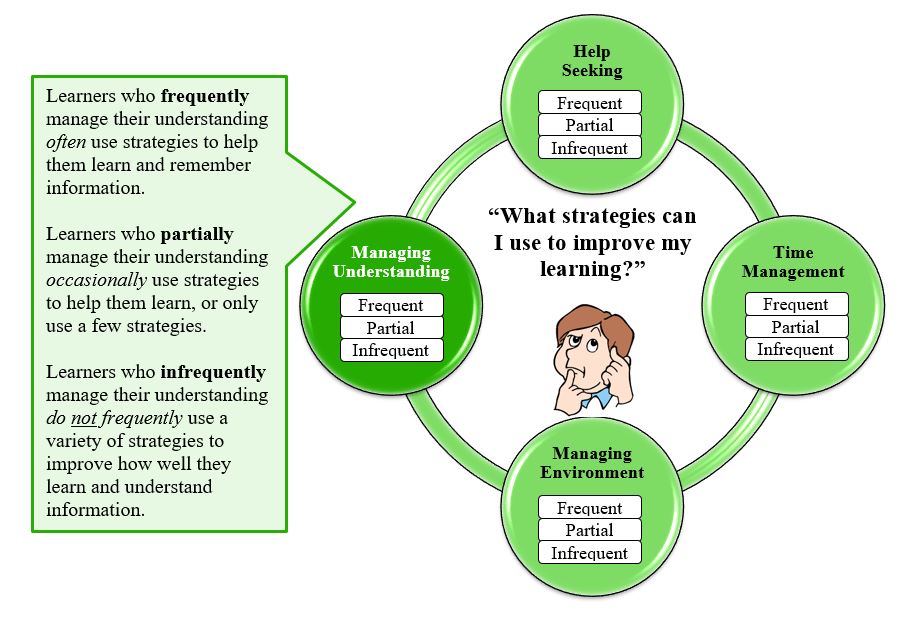 Learners who frequently
manage their understanding
often use strategies to help
them learn and remember
information.
Learners who partially
manage their understanding
occasionally use strategies
to help them learn, or only
use a few strategies.
Learners who infrequently
manage their understanding
do not frequently use a
variety of strategies to
improve how well they
learn and understand
information.
Help
Seeking
Frequent
Partial
Infrequent
“What strategies can
I use to improve my
learning?”
Managing
Understanding
Frequent
Partial
Infrequent
Time
Management
Frequent
Partial
Infrequent
Managing
Environment
Frequent
Partial
Infrequent